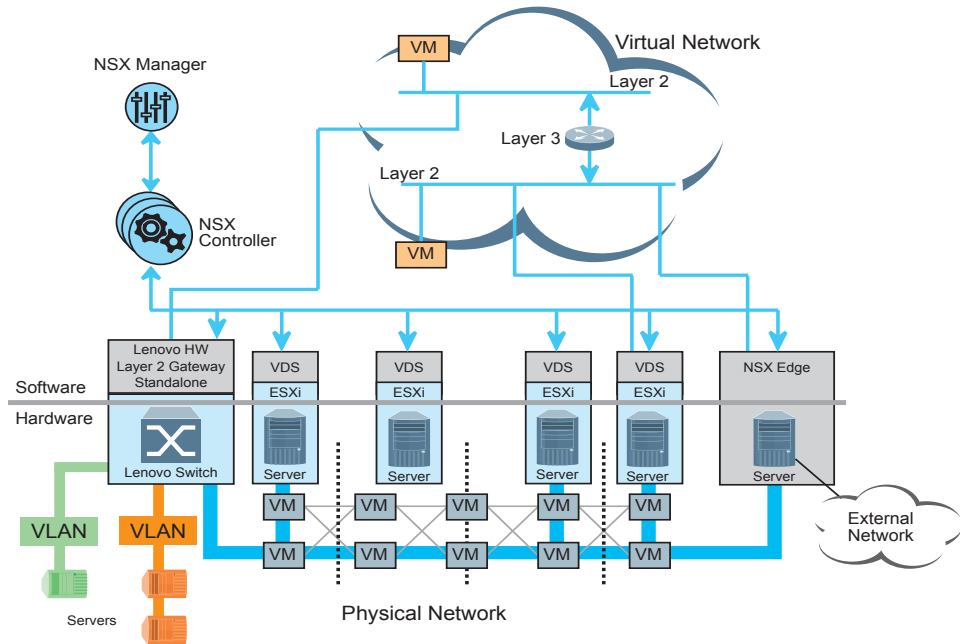 VM
Virtual Network
NSX Manager
Layer 2
Layer 3
Layer 2
NSX
Controller
VM
Lenovo HW
Layer 2 Gateway
Standalone
VDS
VDS
VDS
VDS
NSX Edge
ESXi
ESXi
ESXi
ESXi
Software
Hardware
Lenovo Switch
Server
Server
Server
Server
Server
VM
VM
VM
VM
VM
VLAN
VLAN
VM
VM
VM
VM
VM
External
Network
Physical Network
Servers